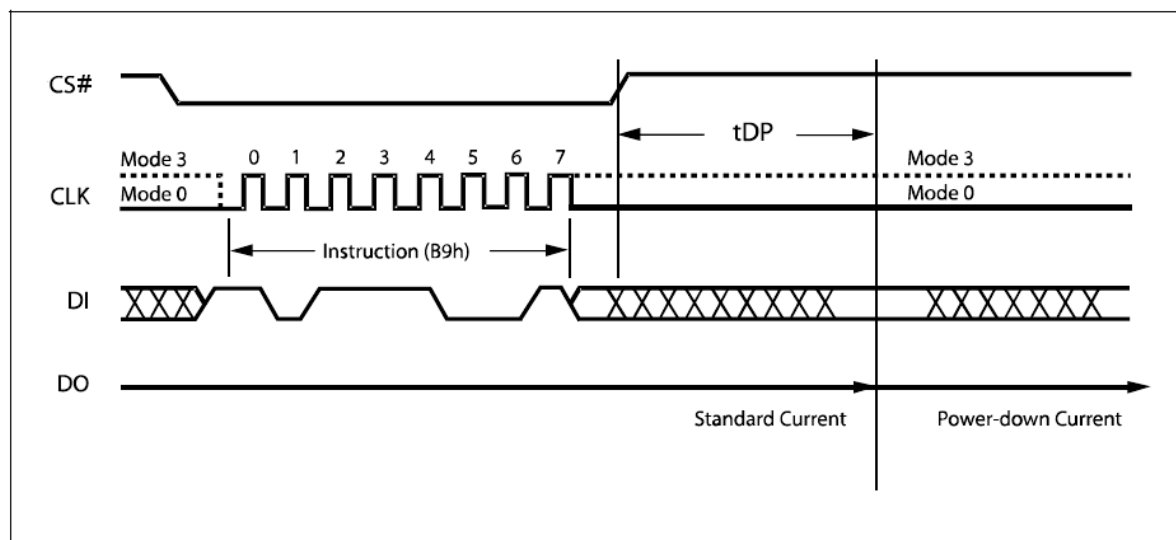 CS#
tDP
Mode 3
0 1 2 3 4 5 6 7
Mode 3
CLK
Mode 0
Mode 0
Instruction (B9h)
DI
DO
Standard Current
Power-down Current